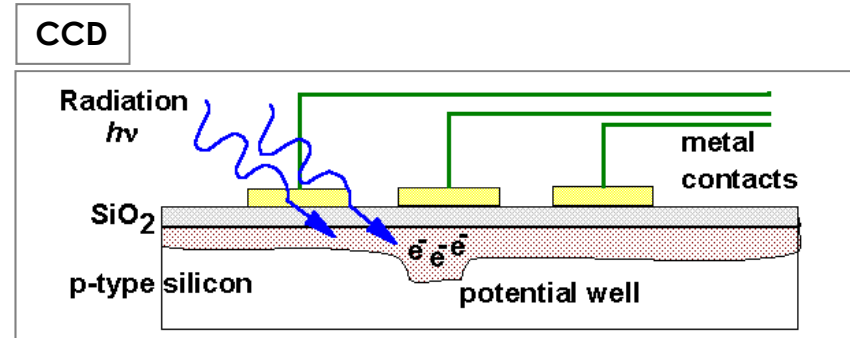 CCD
Radiation
hν
metal
contacts
SiO₂
e⁻ e⁻ e⁻
p-type silicon
potential well